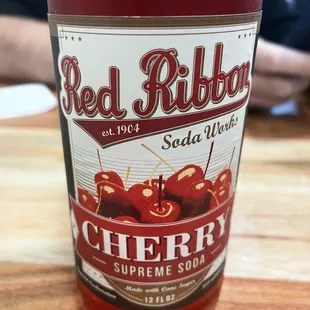 Red Ribbon
est. 1904
Soda Works
CHERRY
SUPREME SODA
Made with Cane Sugar
12 FL OZ